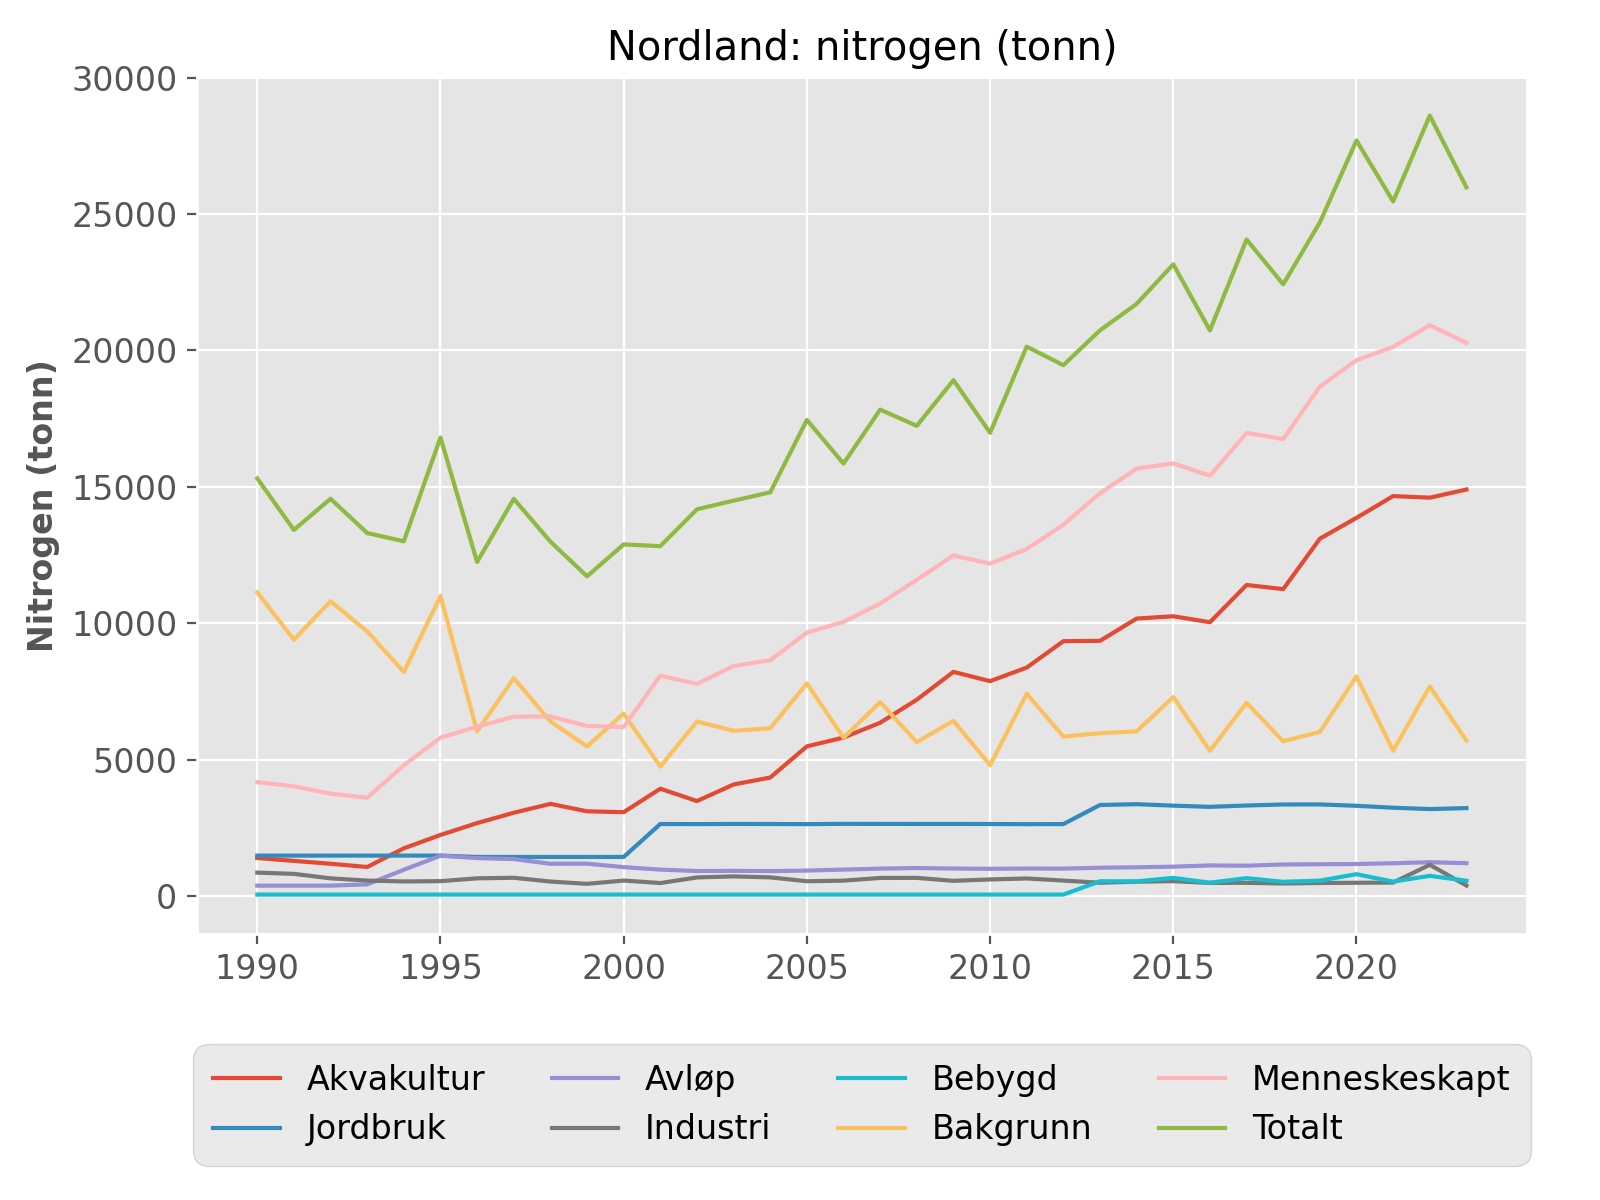 Nordland: nitrogen (tonn)
Nitrogen (tonn)
30000
25000
20000
15000
10000
5000
0
1990 1995 2000 2005 2010 2015 2020
Akvakultur Avløp Bebygd Menneskeskapt
Jordbruk Industri Bakgrunn Totalt